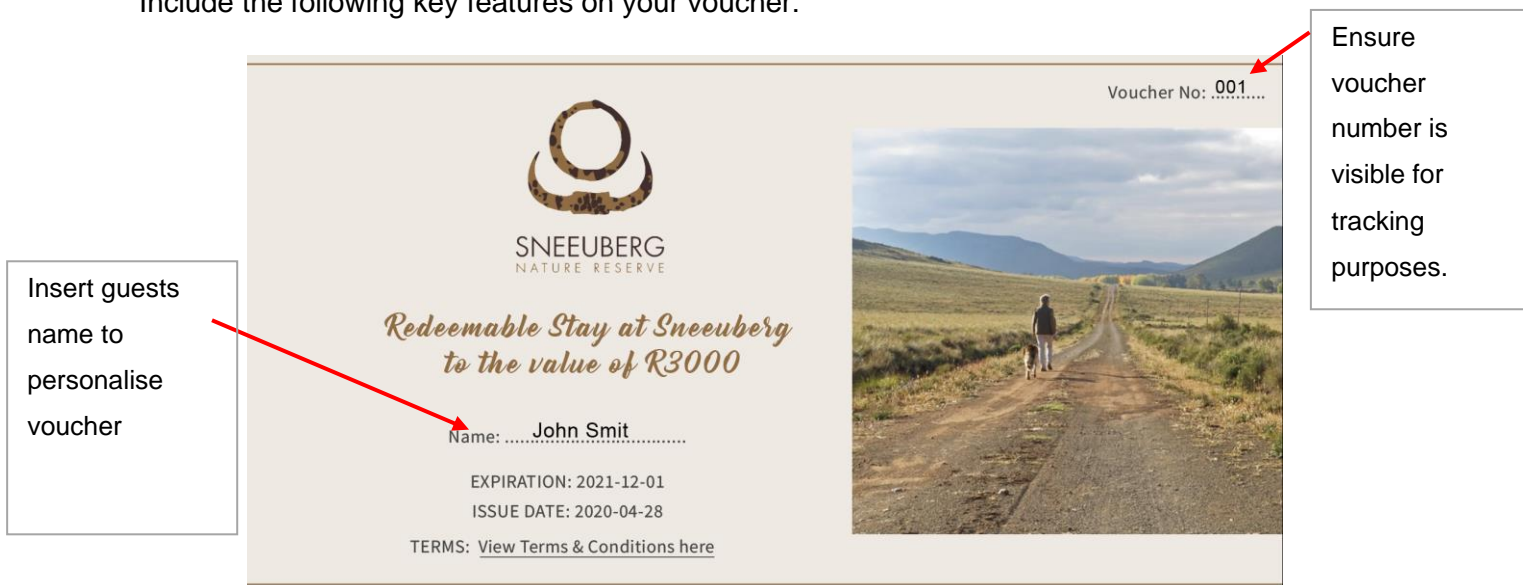 Include the following key features on your voucher:
Ensure
voucher
number is
visible for
tracking
purposes.
Voucher No: 001
SNEEUBERG
NATURE RESERVE
Redeemable Stay at Sneeuberg
to the value of R3000
Insert guests
name to
personalise
voucher
Name: John Smit
EXPIRATION: 2021-12-01
ISSUE DATE: 2020-04-28
TERMS: View Terms & Conditions here